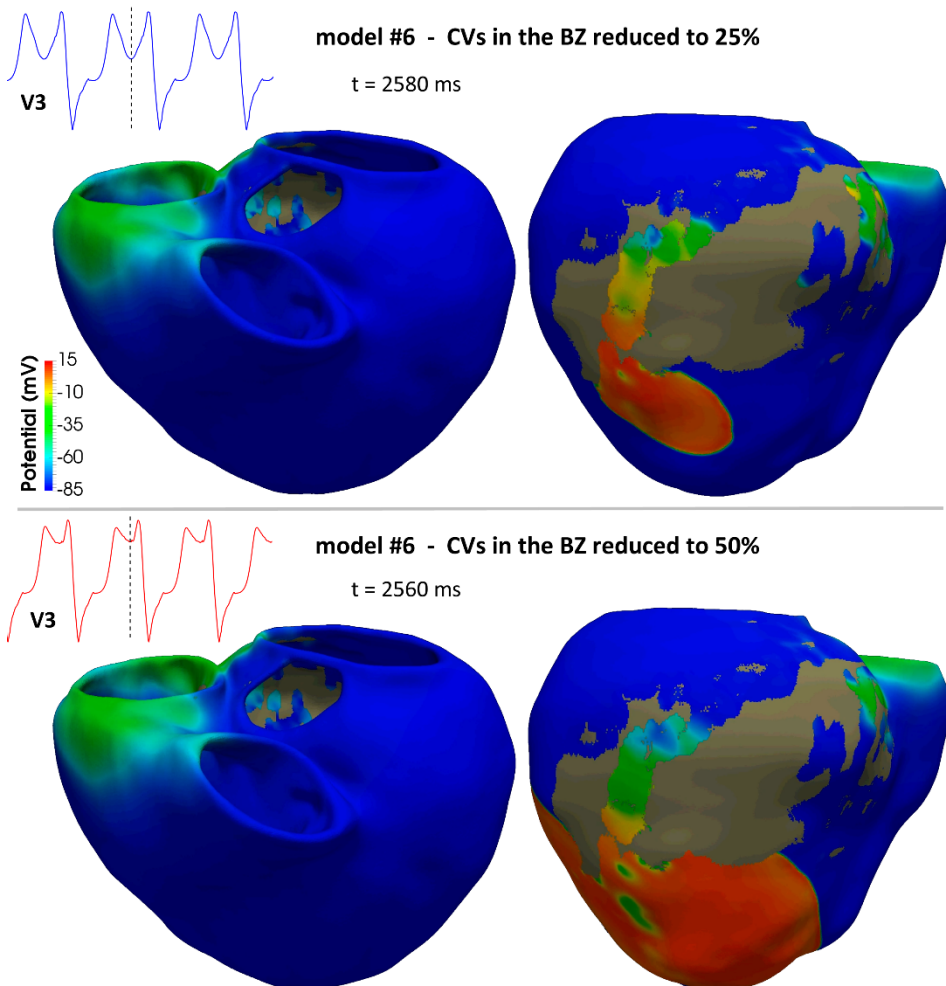 model #6 - CVs in the BZ reduced to 25%
t = 2580 ms
V3
Potential (mV)
15
-10
-35
-60
-85
model #6 - CVs in the BZ reduced to 50%
t = 2560 ms
V3